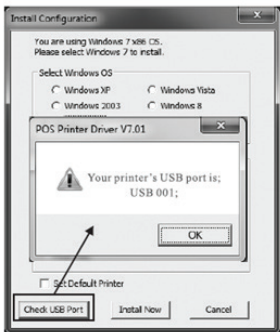 Install Configuration
You are using Windows 7 x86 OS.
Please select Windows 7 to install.
Select Windows OS
Windows XP
Windows Vista
Windows 2003
Windows 8
POS Printer Driver V7.01
Your printer's USB port is;
USB 001;
OK
Set Default Printer
Check USB Port
Install Now
Cancel